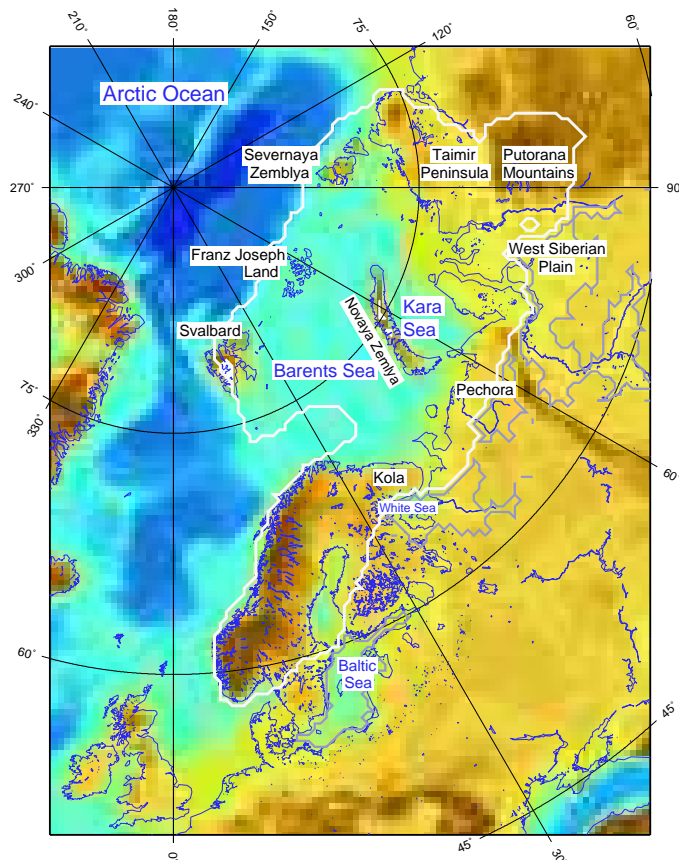 210°
180°
150°
75°
120°
60°
240°
270°
300°
75°
330°
60°
0°
45°
30°
45°
60°
90°
Arctic Ocean
Severnaya
Zemblya
Taimir
Peninsula
Putorana
Mountains
Franz Joseph
Land
West Siberian
Plain
Svalbard
Novaya Zemlya
Kara
Sea
Barents Sea
Pechora
Kola
White Sea
Baltic
Sea